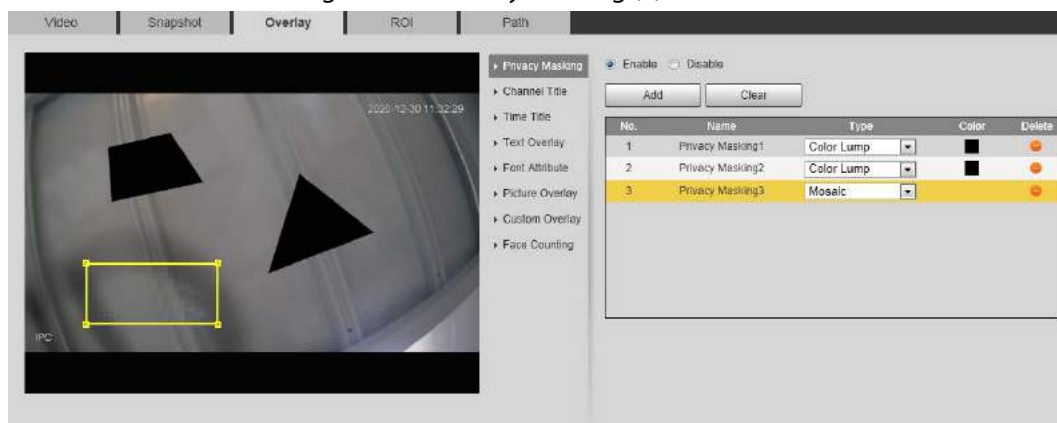 Video Snapshot Overlay ROI Path
2020-12-30 11:32:29
IPC
Privacy Masking
Channel Title
Time Title
Text Overlay
Font Attribute
Picture Overlay
Custom Overlay
Face Counting
Enable Disable
Add Clear
No. Name Type Color Delete
1 Privacy Masking1 Color Lump
2 Privacy Masking2 Color Lump
3 Privacy Masking3 Mosaic